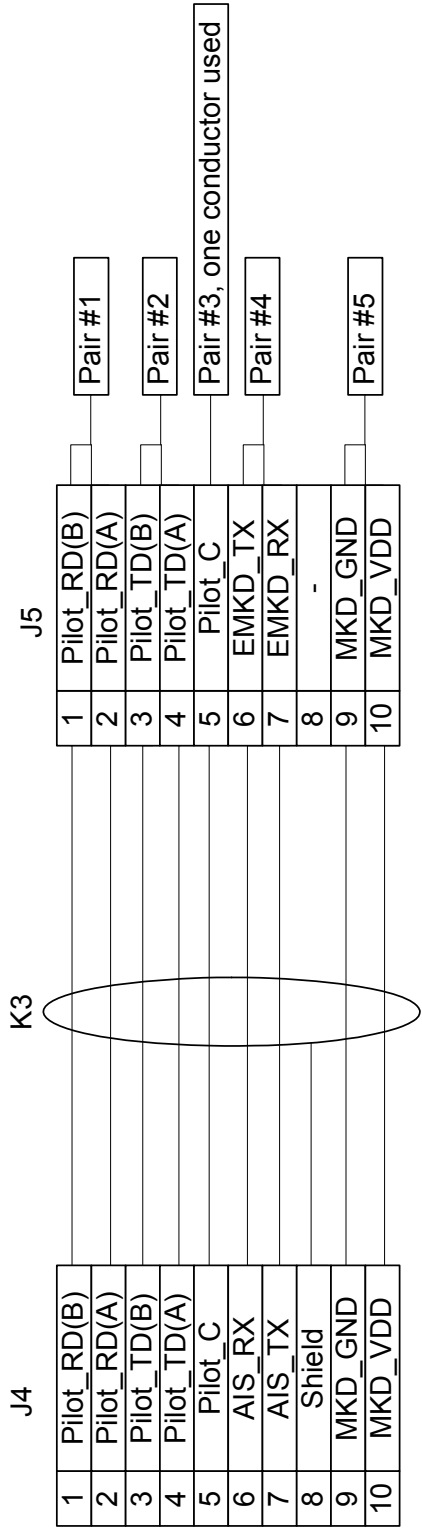 K3
J4
1 Pilot_RD(B)
2 Pilot_RD(A)
3 Pilot_TD(B)
4 Pilot_TD(A)
5 Pilot_C
6 AIS_RX
7 AIS_TX
8 Shield
9 MKD_GND
10 MKD_VDD
J5
1 Pilot_RD(B)
2 Pilot_RD(A)
3 Pilot_TD(B)
4 Pilot_TD(A)
5 Pilot_C
6 EMKD_TX
7 EMKD_RX
8 -
9 MKD_GND
10 MKD_VDD
Pair #1
Pair #2
Pair #3, one conductor used
Pair #4
Pair #5